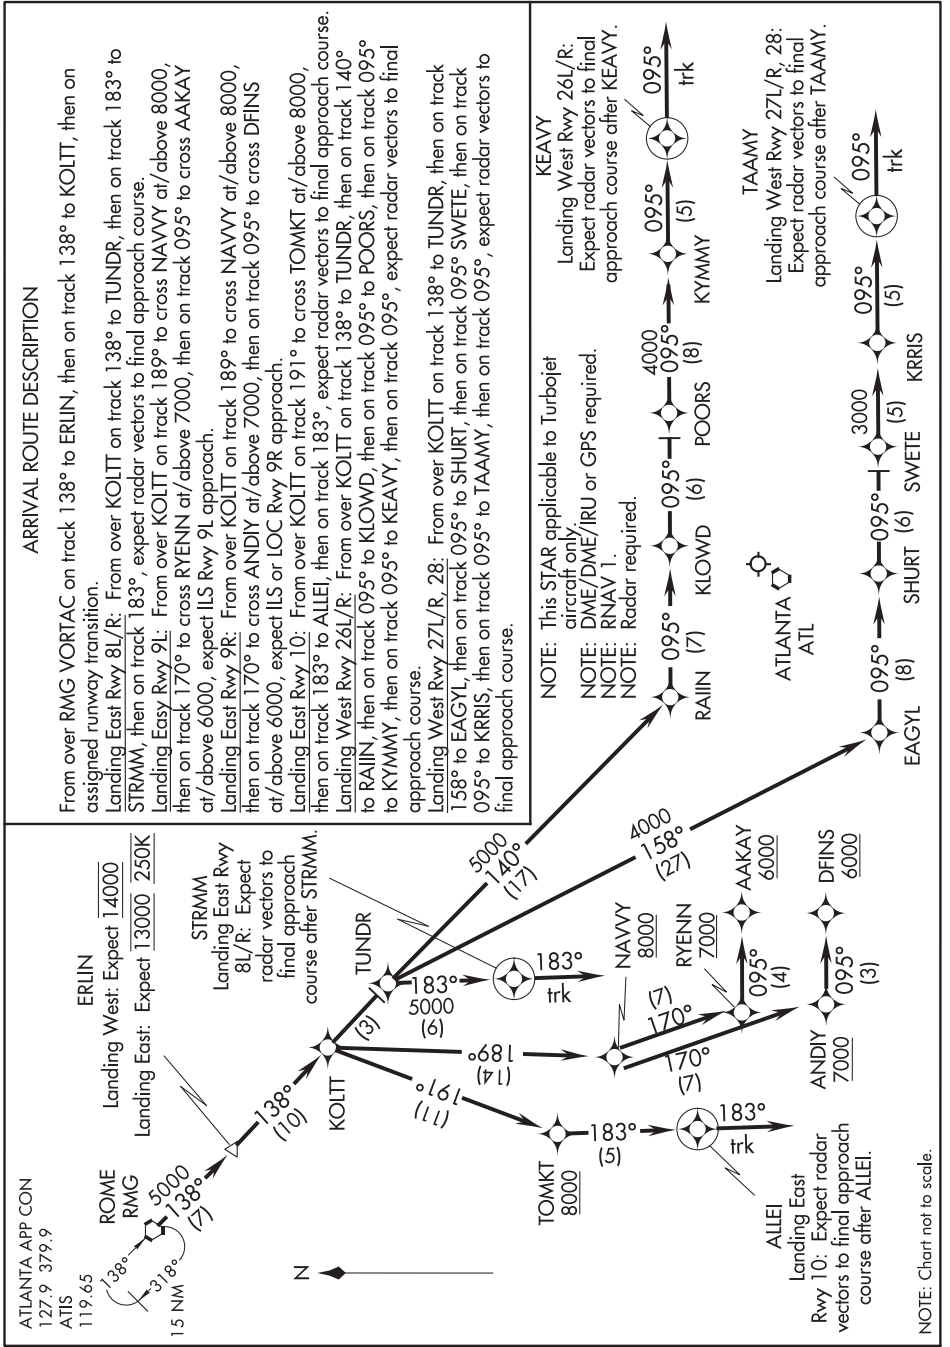 ATLANTA APP CON
127.9 379.9
ATIS
119.65
138°
318°
15 NM
ROME
RMG
5000
138°
(7)
ERLIN
Landing West: Expect 14000
Landing East: Expect 13000 250K
138°
(10)
KOLTT
(3)
TUNDR
STRMM
Landing East Rwy
8L/R: Expect
radar vectors to
final approach
course after STRMM.
183°
5000
(6)
183°
trk
189°
(14)
191°
(11)
TOMKT
8000
183°
(5)
183°
trk
ALLEI
Landing East
Rwy 10: Expect radar
vectors to final approach
course after ALLEI.
NAVVY
8000
170°
(7)
RYENN
7000
095°
(4)
AAKAY
6000
170°
(7)
ANDIY
7000
095°
(3)
DFINS
6000
5000
140°
(17)
4000
158°
(27)
N
NOTE: Chart not to scale.
ARRIVAL ROUTE DESCRIPTION
From over RMG VORTAC on track 138° to ERLIN, then on track 138° to KOLTT, then on
assigned runway transition.
Landing East Rwy 8L/R: From over KOLTT on track 138° to TUNDR, then on track 183° to
STRMM, then on track 183°, expect radar vectors to final approach course.
Landing Easy Rwy 9L: From over KOLTT on track 189° to cross NAVVY at/above 8000,
then on track 170° to cross RYENN at/above 7000, then on track 095° to cross AAKAY
at/above 6000, expect ILS Rwy 9L approach.
Landing East Rwy 9R: From over KOLTT on track 189° to cross NAVVY at/above 8000,
then on track 170° to cross ANDIY at/above 7000, then on track 095° to cross DFINS
at/above 6000, expect ILS or LOC Rwy 9R approach.
Landing East Rwy 10: From over KOLTT on track 191° to cross TOMKT at/above 8000,
then on track 183° to ALLEI, then on track 183°, expect radar vectors to final approach course.
Landing West Rwy 26L/R: From over KOLTT on track 138° to TUNDR, then on track 140°
to RAIIN, then on track 095° to KLOWD, then on track 095° to POORS, then on track 095°
to KYMMY, then on track 095° to KEAVY, then on track 095°, expect radar vectors to final
approach course.
Landing West Rwy 27L/R, 28: From over KOLTT on track 138° to TUNDR, then on track
158° to EAGYL, then on track 095° to SHURT, then on track 095° SWETE, then on track
095° to KRRIS, then on track 095° to TAAMY, then on track 095°, expect radar vectors to
final approach course.
NOTE: This STAR applicable to Turbojet
aircraft only.
NOTE: DME/DME/IRU or GPS required.
NOTE: RNAV 1.
NOTE: Radar required.
RAIIN
095°
(7)
KLOWD
095°
(6)
POORS
4000
095°
(8)
KYMMY
095°
(5)
KEAVY
Landing West Rwy 26L/R:
Expect radar vectors to final
approach course after KEAVY.
095°
trk
ATLANTA
ATL
EAGYL
095°
(8)
SHURT
095°
(6)
SWETE
3000
(5)
KRRIS
095°
(5)
TAAMY
Landing West Rwy 27L/R, 28:
Expect radar vectors to final
approach course after TAAMY.
095°
trk